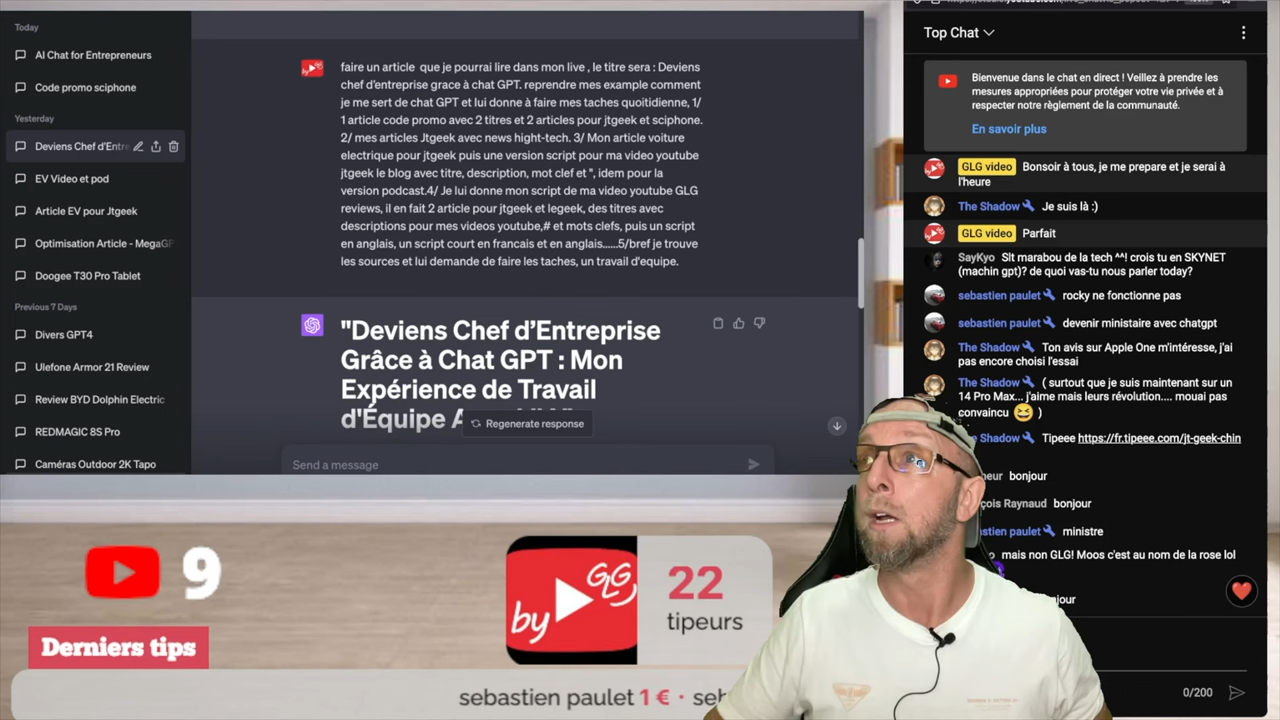 Today
AI Chat for Entrepreneurs
Code promo sciphone
Yesterday
Deviens Chef d'Entre
EV Video et pod
Article EV pour Jtgeek
Optimisation Article - MegaGP
Doogee T30 Pro Tablet
Previous 7 Days
Divers GPT4
Ulefone Armor 21 Review
Review BYD Dolphin Electric
REDMAGIC 8S Pro
Caméras Outdoor 2K Tapo
by GLG
faire un article que je pourrai lire dans mon live , le titre sera : Deviens
chef d'entreprise grace à chat GPT. reprendre mes example comment
je me sert de chat GPT et lui donne à faire mes taches quoitidienne, 1/
1 article code promo avec 2 titres et 2 articles pour jtgeek et sciphone.
2/ mes articles Jtgeek avec news hight-tech. 3/ Mon article voiture
electrique pour jtgeek puis une version script pour ma video youtube
jtgeek le blog avec titre, description, mot clef et ", idem pour la
version podcast.4/ Je lui donne mon script de ma video youtube GLG
reviews, il en fait 2 article pour jtgeek et legeek, des titres avec
descriptions pour mes videos youtube,# et mots clefs, puis un script
en anglais, un script court en francais et en anglais.....5/bref je trouve
les sources et lui demande de faire les taches, un travail d'equipe.
"Deviens Chef d'Entreprise
Grâce à Chat GPT : Mon
Expérience de Travail
d'Équipe
Regenerate response
Send a message
Top Chat
Bienvenue dans le chat en direct ! Veillez à prendre les
mesures appropriées pour protéger votre vie privée et à
respecter notre règlement de la communauté.
En savoir plus
GLG video Bonsoir à tous, je me prepare et je serai à
l'heure
The Shadow Je suis là :)
GLG video Parfait
SayKyo Slt marabou de la tech ^^! crois tu en SKYNET
(machin gpt)? de quoi vas-tu nous parler today?
sebastien paulet rocky ne fonctionne pas
sebastien paulet devenir ministaire avec chatgpt
The Shadow Ton avis sur Apple One m'intéresse, j'ai
pas encore choisi l'essai
The Shadow ( surtout que je suis maintenant sur un
14 Pro Max... j'aime mais leurs révolution.... mouai pas
convaincu )
Shadow Tipeee https://fr.tipeee.com/jt-geek-chin
bonjour
Raynaud bonjour
paulet ministre
mais non GLG! Moos c'est au nom de la rose lol
0/200
9
by GLG
22
tipeurs
Derniers tips
sebastien paulet 1 € ·